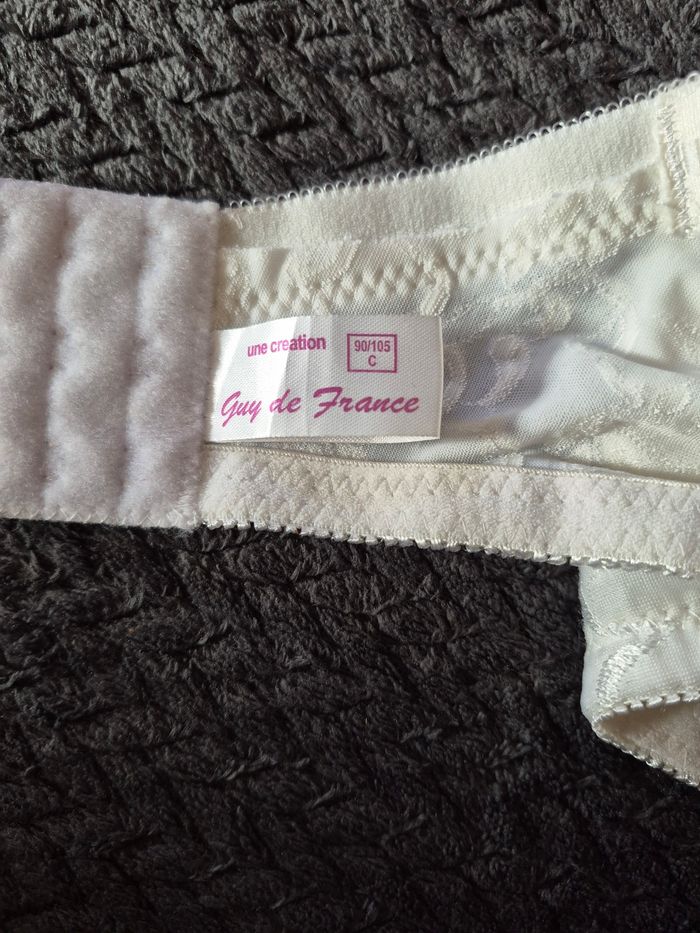 une creation
90/105
C
Guy de France